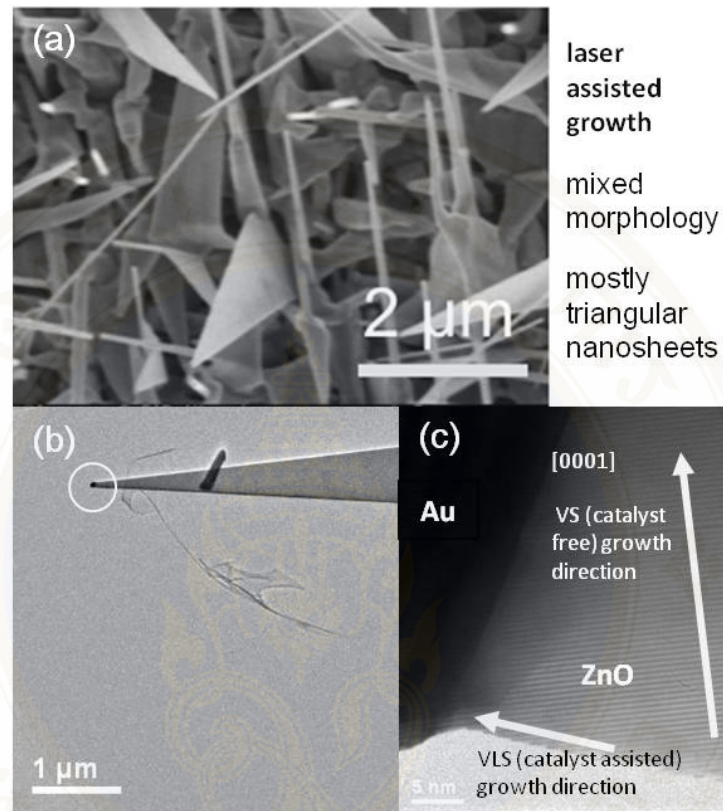 (a)
laser
assisted
growth
mixed
morphology
mostly
triangular
nanosheets
2 μm
(b)
1 μm
(c)
[0001]
VS (catalyst
free) growth
direction
Au
ZnO
VLS (catalyst assisted)
growth direction
5 nm